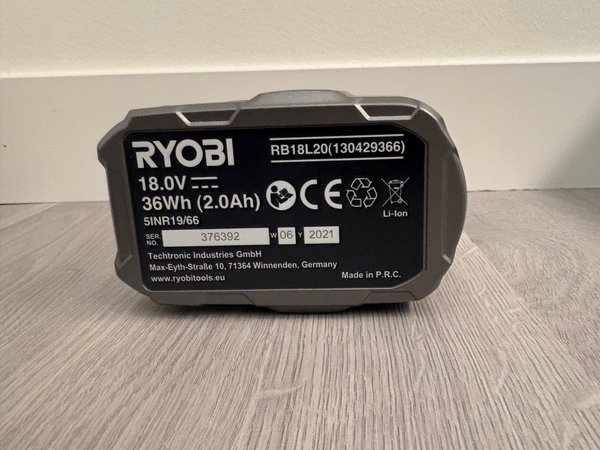 RYOBI
RB18L20(130429366)
18.0V
36Wh (2.0Ah)
5INR19/66
CE
Li-Ion
SER. NO. 376392 W 06 Y 2021
Techtronic Industries GmbH
Max-Eyth-Straße 10, 71364 Winnenden, Germany
www.ryobitools.eu
Made in P.R.C.